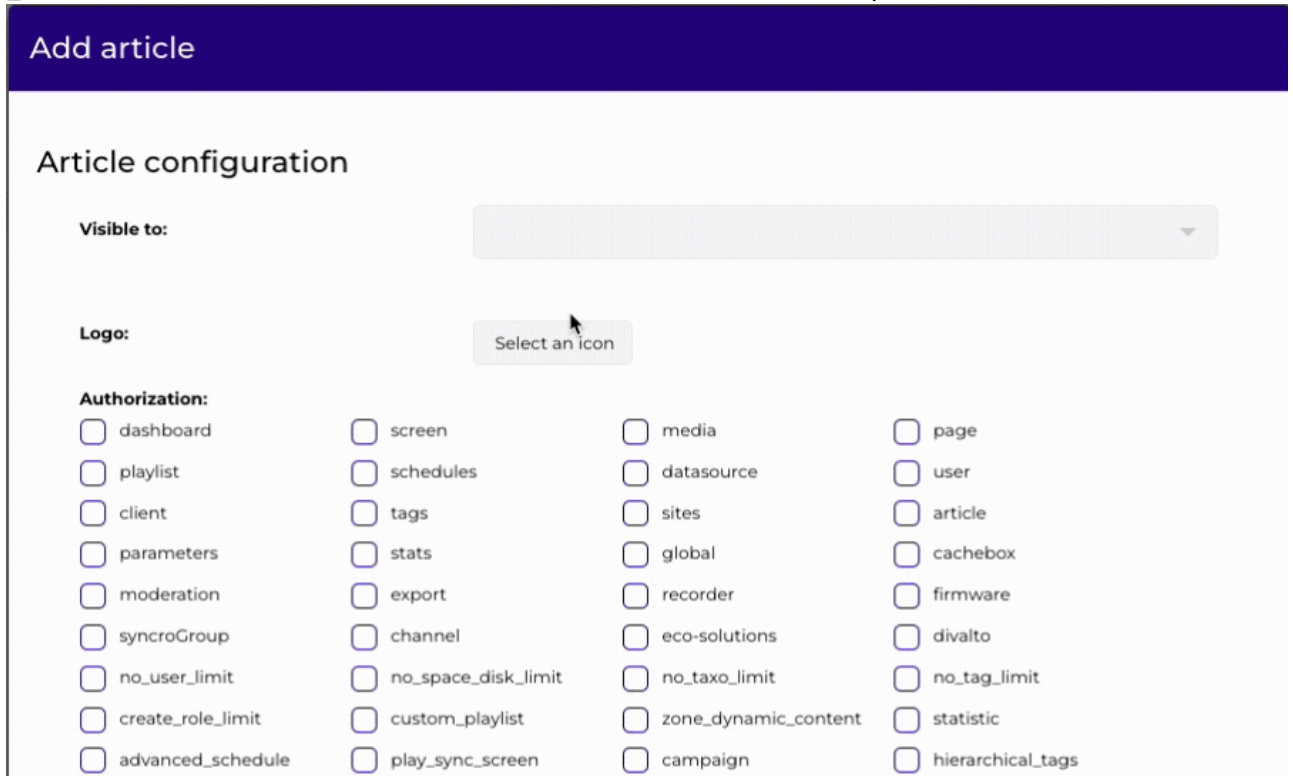 Add article
Article configuration
Visible to:
Logo:
Select an icon
Authorization:
dashboard screen media page
playlist schedules datasource user
client tags sites article
parameters stats global cachebox
moderation export recorder firmware
syncroGroup channel eco-solutions divalto
no_user_limit no_space_disk_limit no_taxo_limit no_tag_limit
create_role_limit custom_playlist zone_dynamic_content statistic
advanced_schedule play_sync_screen campaign hierarchical_tags